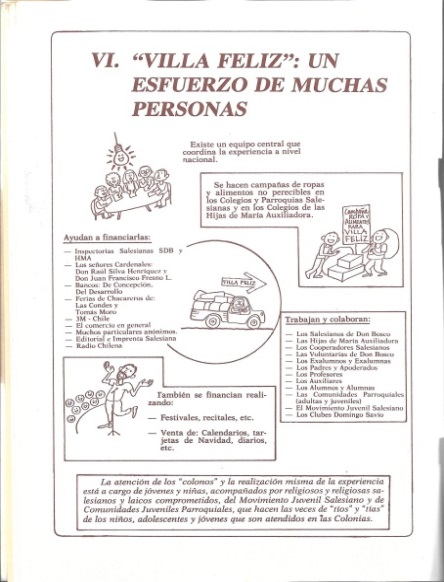 VI. “VILLA FELIZ”: UN
ESFUERZO DE MUCHAS
PERSONAS
Existe un equipo central que
coordina la experiencia a nivel
nacional.
Se hacen campañas de ropas
y alimentos no perecibles en
los Colegios y Parroquias Sale-
sianas y en los Colegios de las
Hijas de María Auxiliadora.
CAMPAÑA
ROPA Y
ALIMENTOS
PARA
VILLA
FELIZ
Ayudan a financiarlas:
— Inspectorías Salesianas SDB y
HMA
— Los señores Cardenales:
Don Raúl Silva Henríquez y
Don Juan Francisco Fresno L.
— Bancos: De Concepción,
Del Desarrollo
— Ferias de Chacareros de:
Las Condes y
Tomás Moro
— 3M - Chile
— El comercio en general
— Muchos particulares anónimos.
— Editorial e Imprenta Salesiana
— Radio Chilena
VILLA FELIZ
Trabajan y colaboran:
— Los Salesianos de Don Bosco
— Las Hijas de María Auxiliadora
— Los Cooperadores Salesianos
— Las Voluntarias de Don Bosco
— Los Exalumnos y Exalumnas
— Los Padres y Apoderados
— Los Profesores
— Los Auxiliares
— Los Alumnos y Alumnas
— Las Comunidades Parroquiales
(adultas y juveniles)
— El Movimiento Juvenil Salesiano
— Los Clubes Domingo Savio
También se financian reali-
zando:
— Festivales, recitales, etc.
— Venta de: Calendarios, tar-
jetas de Navidad, diarios,
etc.
La atención de los “colonos” y la realización misma de la experiencia
está a cargo de jóvenes y niñas, acompañados por religiosos y religiosas sa-
lesianos y laicos comprometidos, del Movimiento Juvenil Salesiano y de
Comunidades Juveniles Parroquiales, que hacen las veces de “tíos” y “tías”
de los niños, adolescentes y jóvenes que son atendidos en las Colonias.